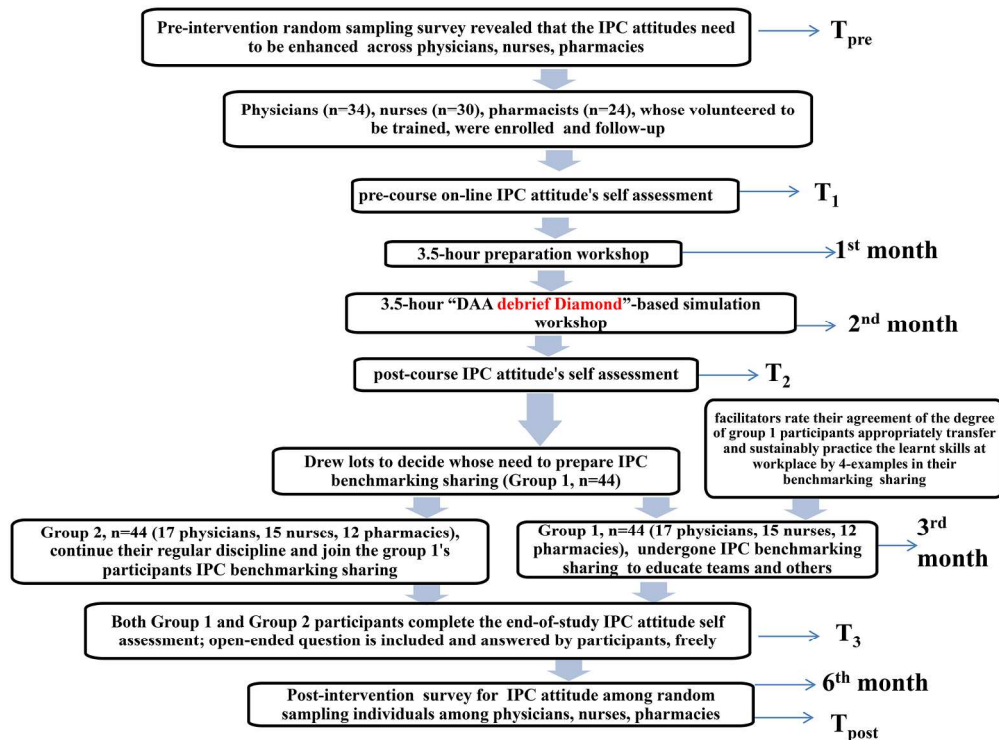 Pre-intervention random sampling survey revealed that the IPC attitudes need
to be enhanced across physicians, nurses, pharmacies
T pre
Physicians (n=34), nurses (n=30), pharmacists (n=24), whose volunteered to
be trained, were enrolled and follow-up
pre-course on-line IPC attitude's self assessment
T1
3.5-hour preparation workshop
1st month
3.5-hour “DAA debrief Diamond”-based simulation
workshop
2nd month
post-course IPC attitude's self assessment
T2
facilitators rate their agreement of the degree
of group 1 participants appropriately transfer
and sustainably practice the learnt skills at
workplace by 4-examples in their
benchmarking sharing
Drew lots to decide whose need to prepare IPC
benchmarking sharing (Group 1, n=44)
Group 2, n=44 (17 physicians, 15 nurses, 12 pharmacics),
continue their regular discipline and join the group 1's
participants IPC benchmarking sharing
Group 1, n=44 (17 physicians, 15 nurses, 12
pharmacies), undergone IPC benchmarking
sharing to educate teams and others
3rd
month
Both Group 1 and Group 2 participants complete the end-of-study IPC attitude self
assessment; open-ended question is included and answered by participants, freely
T3
Post-intervention survey for IPC attitude among random
sampling individuals among physicians, nurses, pharmacies
6th month
T post